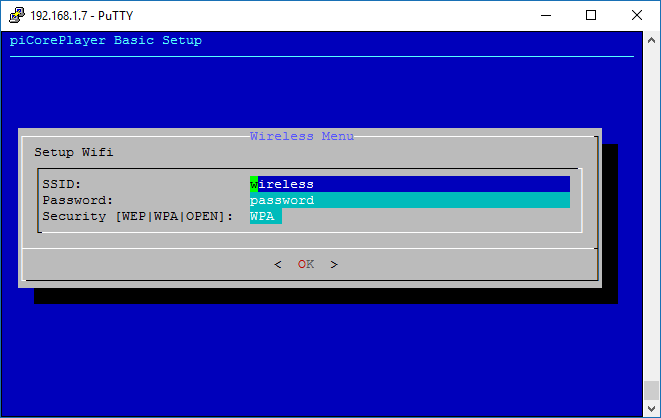 192.168.1.7 - PuTTY
piCorePlayer Basic Setup
Wireless Menu
Setup Wifi
SSID: wireless
Password: password
Security [WEP|WPA|OPEN]: WPA
< OK >